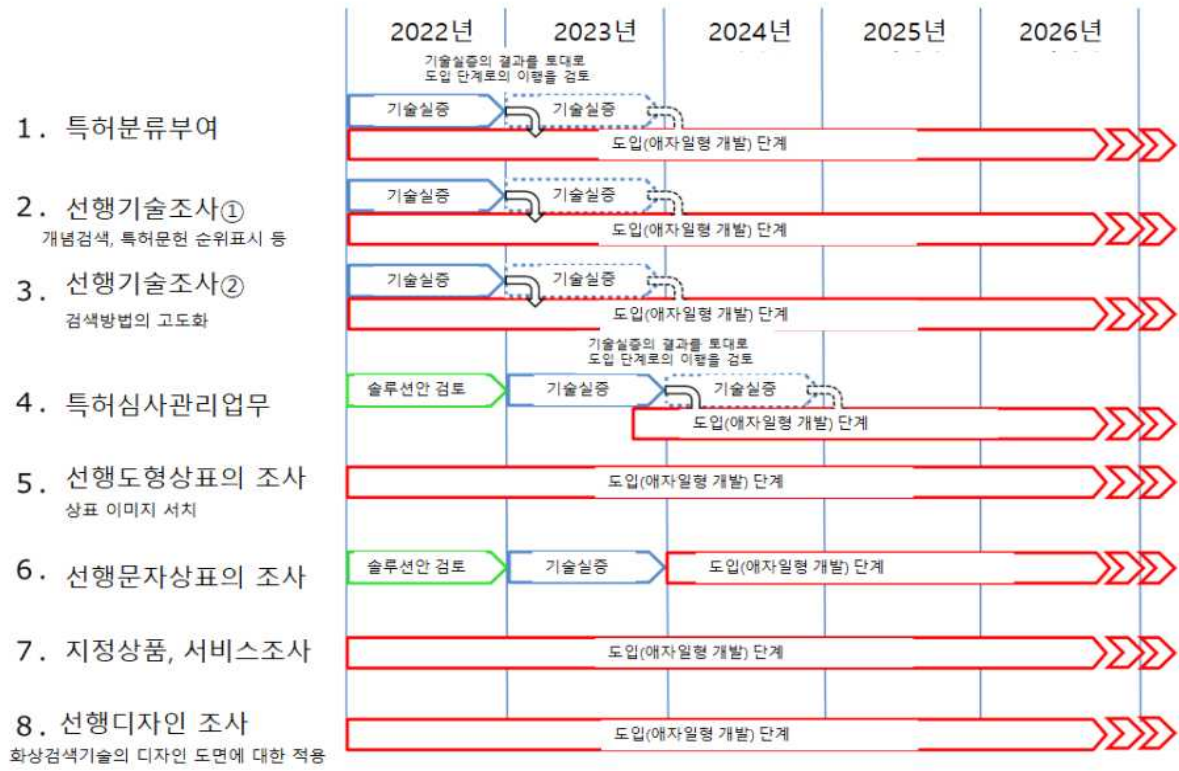 2022년 2023년 2024년 2025년 2026년
기술실증의 결과를 토대로
도입 단계로의 이행을 검토
1. 특허분류부여
기술실증 기술실증
도입(애자일형 개발) 단계
2. 선행기술조사①
개념검색, 특허문헌 순위표시 등
기술실증 기술실증
도입(애자일형 개발) 단계
3. 선행기술조사②
검색방법의 고도화
기술실증 기술실증
도입(애자일형 개발) 단계
기술실증의 결과를 토대로
도입 단계로의 이행을 검토
4. 특허심사관리업무
솔루션안 검토 기술실증 기술실증
도입(애자일형 개발) 단계
5. 선행도형상표의 조사
상표 이미지 서치
도입(애자일형 개발) 단계
6. 선행문자상표의 조사
솔루션안 검토 기술실증 도입(애자일형 개발) 단계
7. 지정상품, 서비스조사
도입(애자일형 개발) 단계
8. 선행디자인 조사
화상검색기술의 디자인 도면에 대한 적용
도입(애자일형 개발) 단계